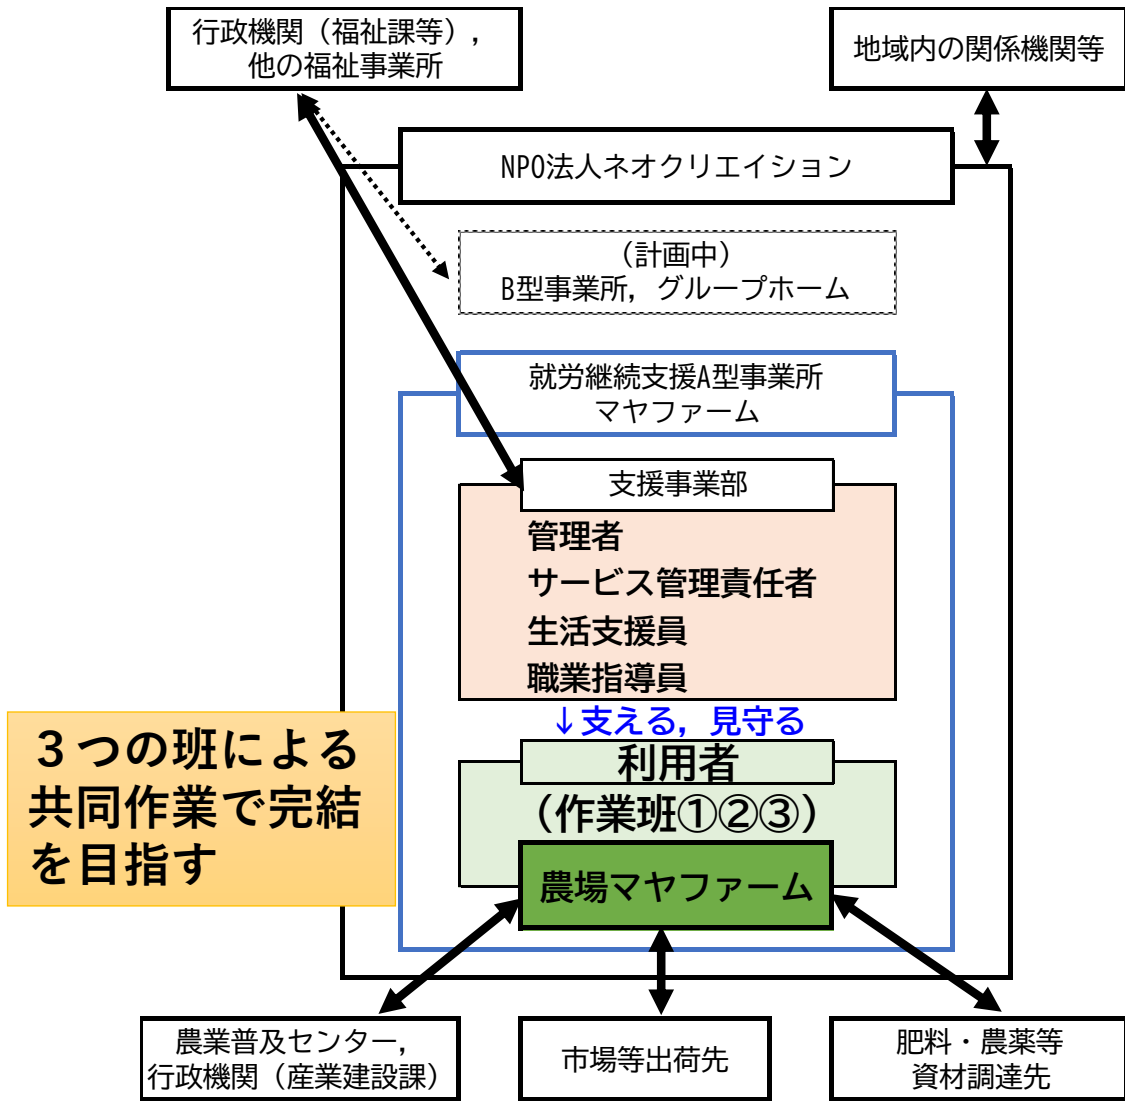 行政機関（福祉課等），
他の福祉事業所
地域内の関係機関等
NPO法人ネオクリエイション
（計画中）
B型事業所，グループホーム
就労継続支援A型事業所
マヤファーム
支援事業部
管理者
サービス管理責任者
生活支援員
職業指導員
↓支える，見守る
利用者
（作業班①②③）
農場マヤファーム
３つの班による
共同作業で完結
を目指す
農業普及センター，
行政機関（産業建設課）
市場等出荷先
肥料・農薬等
資材調達先